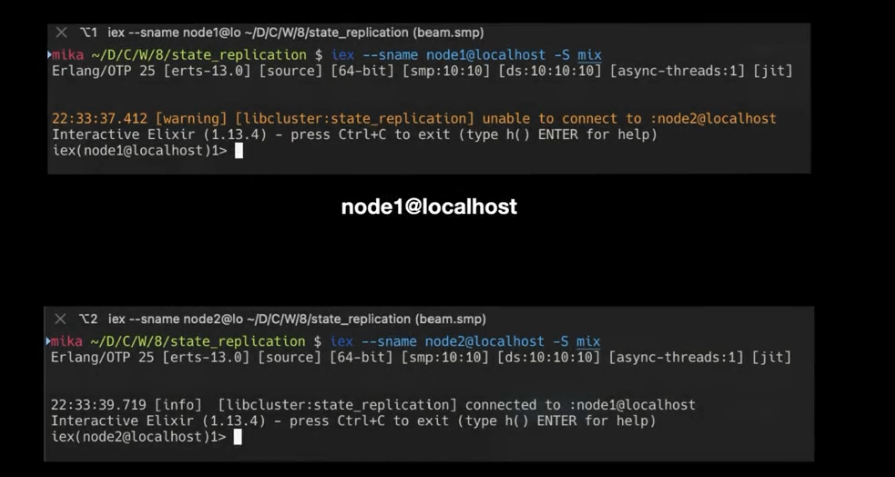 ⌥1 iex --sname node1@lo ~/D/C/W/8/state_replication (beam.smp)
mika ~/D/C/W/8/state_replication $ iex --sname node1@localhost -S mix
Erlang/OTP 25 [erts-13.0] [source] [64-bit] [smp:10:10] [ds:10:10:10] [async-threads:1] [jit]
22:33:37.412 [warning] [libcluster:state_replication] unable to connect to :node2@localhost
Interactive Elixir (1.13.4) - press Ctrl+C to exit (type h() ENTER for help)
iex(node1@localhost)1>
node1@localhost
⌥2 iex --sname node2@lo ~/D/C/W/8/state_replication (beam.smp)
mika ~/D/C/W/8/state_replication $ iex --sname node2@localhost -S mix
Erlang/OTP 25 [erts-13.0] [source] [64-bit] [smp:10:10] [ds:10:10:10] [async-threads:1] [jit]
22:33:39.719 [info]  [libcluster:state_replication] connected to :node1@localhost
Interactive Elixir (1.13.4) - press Ctrl+C to exit (type h() ENTER for help)
iex(node2@localhost)1>